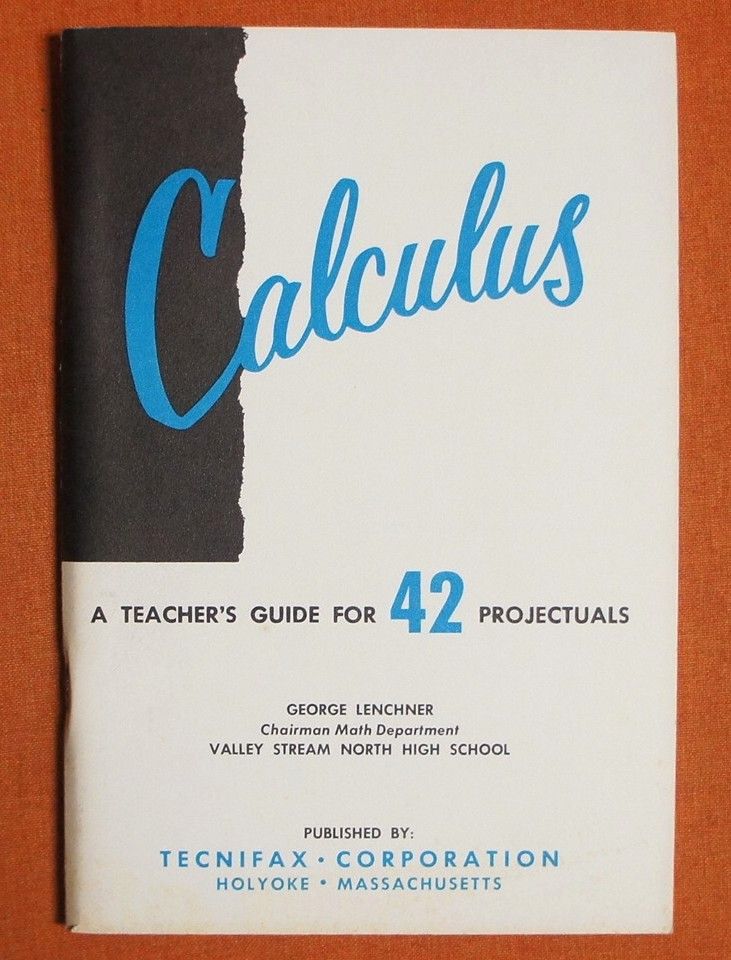 Calculus
A TEACHER'S GUIDE FOR 42 PROJECTUALS
GEORGE LENCHNER
Chairman Math Department
VALLEY STREAM NORTH HIGH SCHOOL
PUBLISHED BY:
TECNIFAX • CORPORATION
HOLYOKE • MASSACHUSETTS